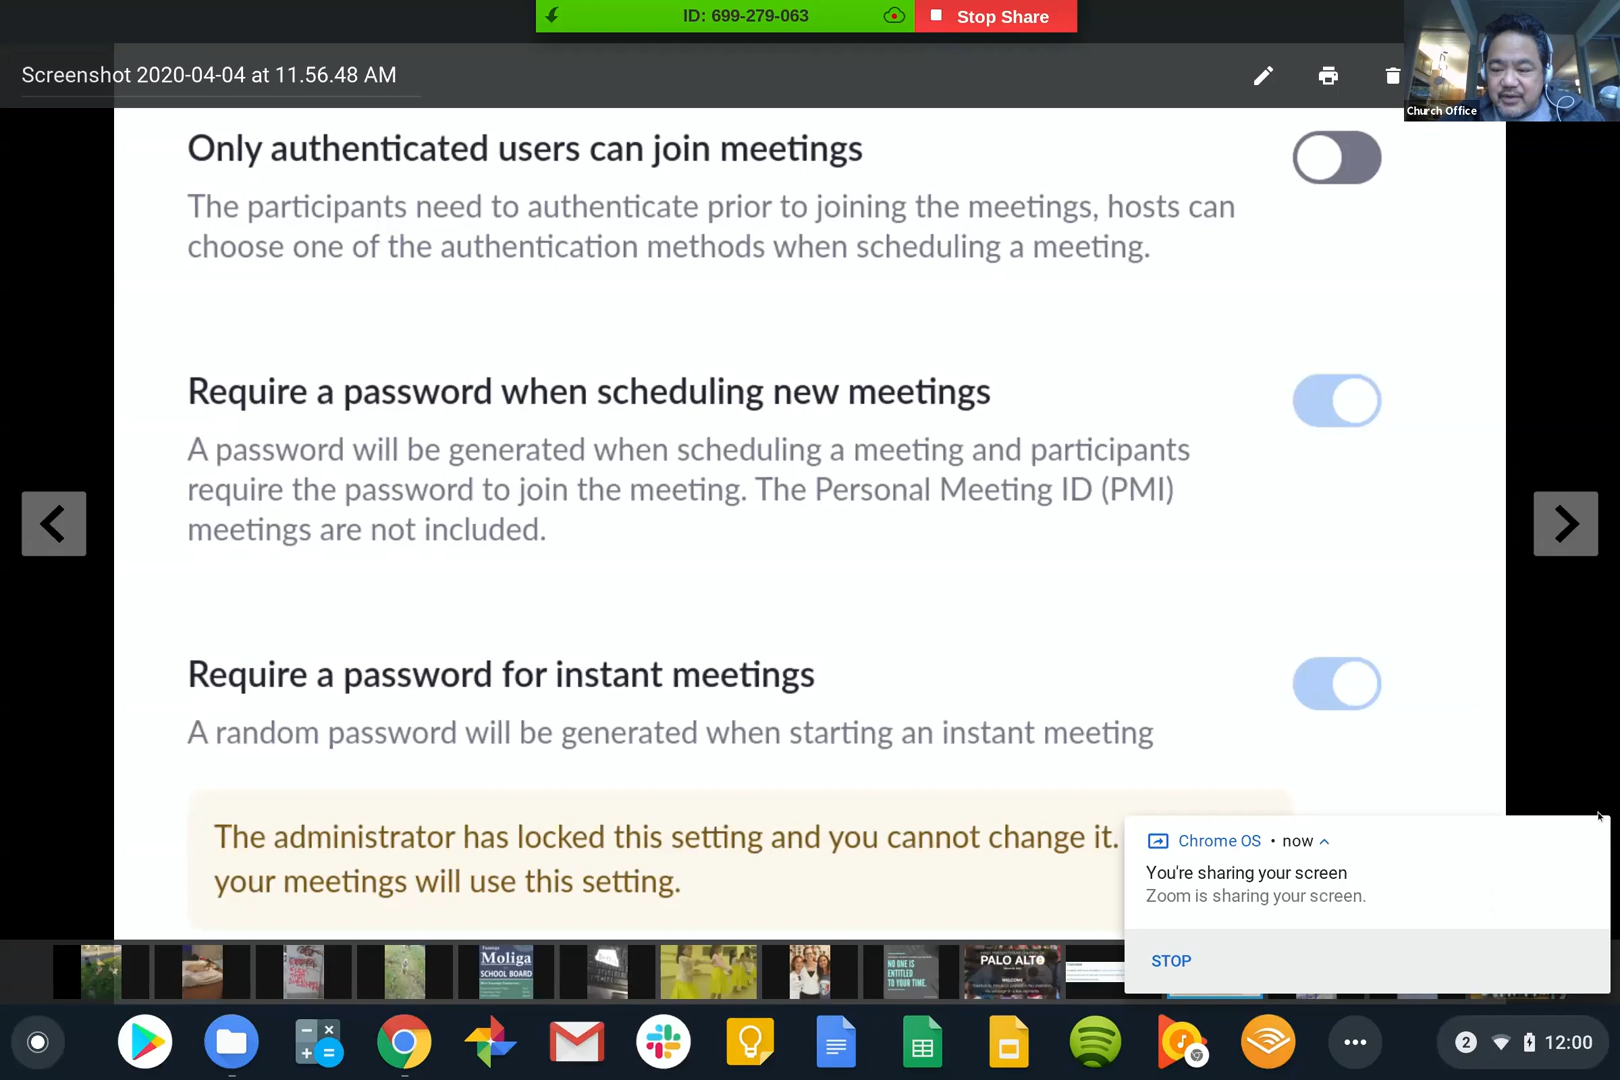 ID: 699-279-063
Stop Share
Screenshot 2020-04-04 at 11.56.48 AM
Church Office
Only authenticated users can join meetings
The participants need to authenticate prior to joining the meetings, hosts can
choose one of the authentication methods when scheduling a meeting.
Require a password when scheduling new meetings
A password will be generated when scheduling a meeting and participants
require the password to join the meeting. The Personal Meeting ID (PMI)
meetings are not included.
Require a password for instant meetings
A random password will be generated when starting an instant meeting
The administrator has locked this setting and you cannot change it.
your meetings will use this setting.
Chrome OS • now
You're sharing your screen
Zoom is sharing your screen.
STOP
Moliga
SCHOOL BOARD
NO ONE IS
ENTITLED
TO YOUR TIME.
PALO ALTO
WELCOME
2
12:00